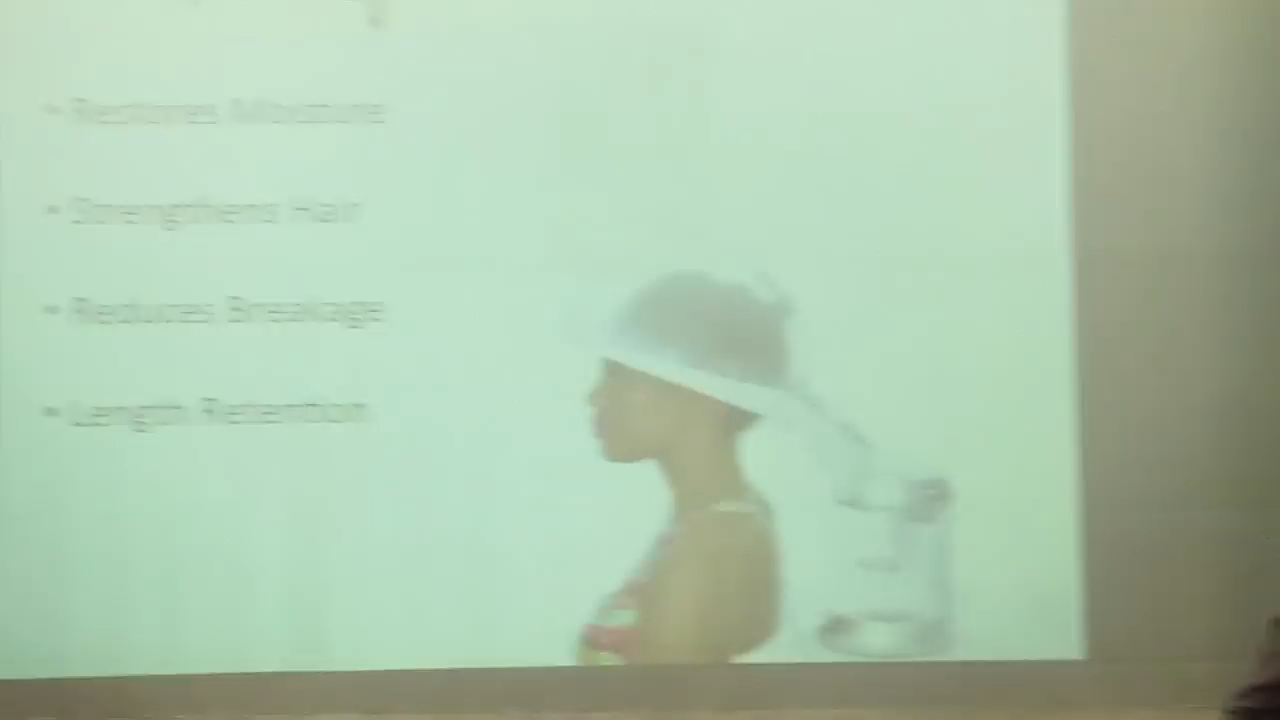 • Restores Moisture
• Strengthens Hair
• Reduces Breakage
• Length Retention